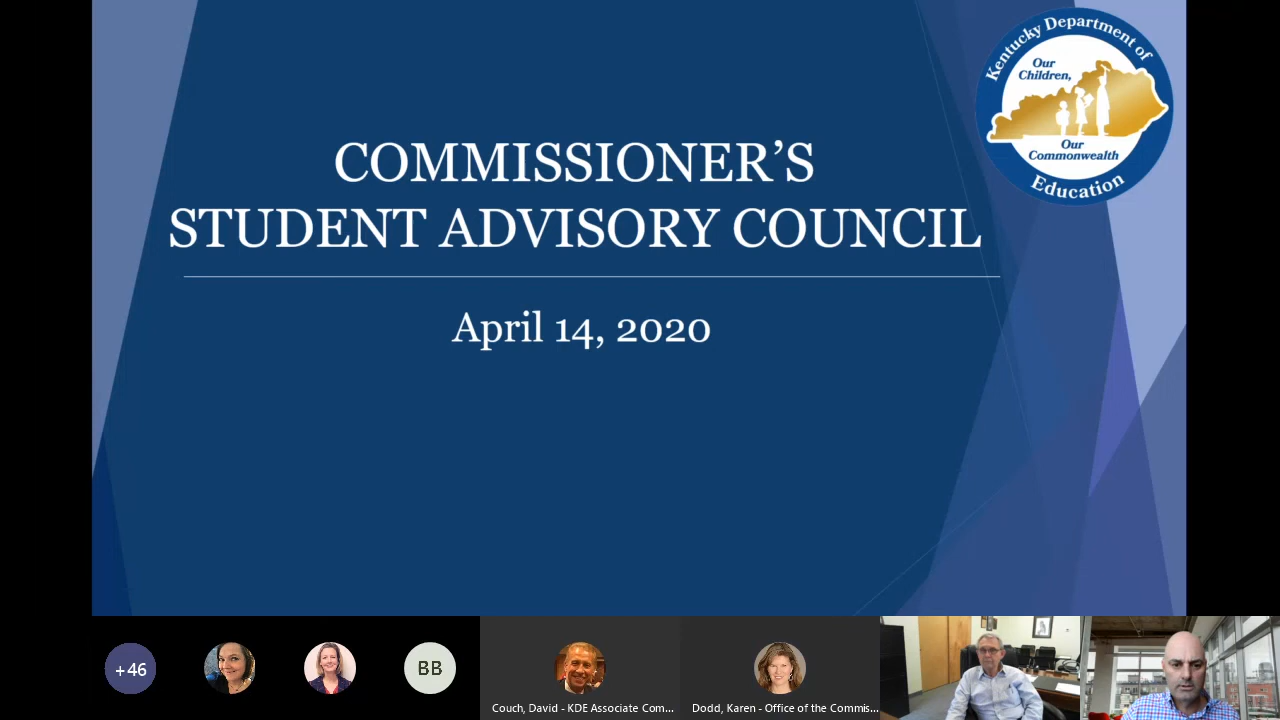 Kentucky Department of
Our
Children,
Our
Commonwealth
Education
COMMISSIONER’S
STUDENT ADVISORY COUNCIL
April 14, 2020
+46
BB
Couch, David - KDE Associate Com...
Dodd, Karen - Office of the Commis...